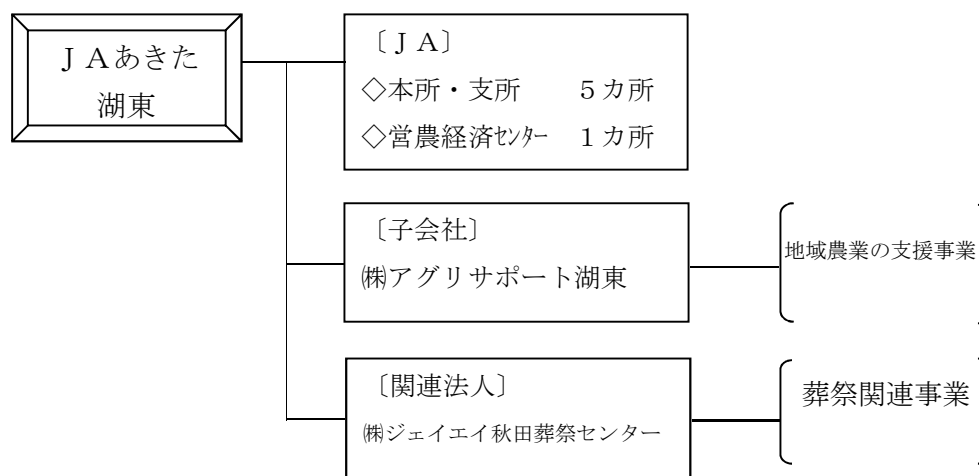 ＪＡあきた
湖東
〔ＪＡ〕
◇本所・支所　　５カ所
◇営農経済ｾﾝﾀｰ　１カ所
〔子会社〕
㈱アグリサポート湖東
地域農業の支援事業
〔関連法人〕
㈱ジェイエイ秋田葬祭センター
葬祭関連事業